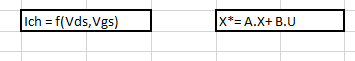 Ich = f(Vds,Vgs)
X*= A.X+ B.U